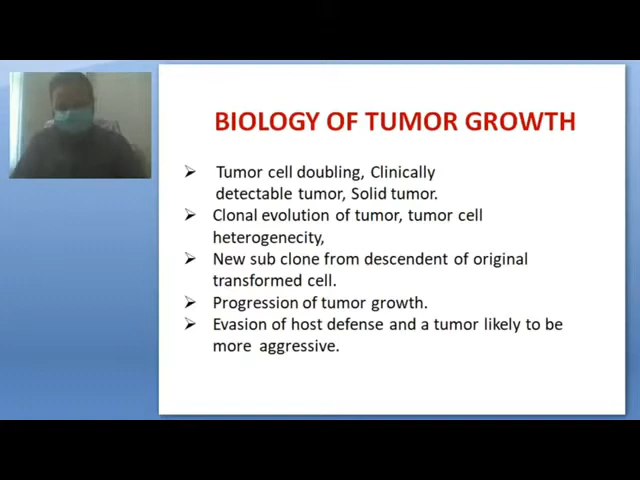 BIOLOGY OF TUMOR GROWTH
➢ Tumor cell doubling, Clinically
detectable tumor, Solid tumor.
➢ Clonal evolution of tumor, tumor cell
heterogenecity,
➢ New sub clone from descendent of original
transformed cell.
➢ Progression of tumor growth.
➢ Evasion of host defense and a tumor likely to be
more aggressive.